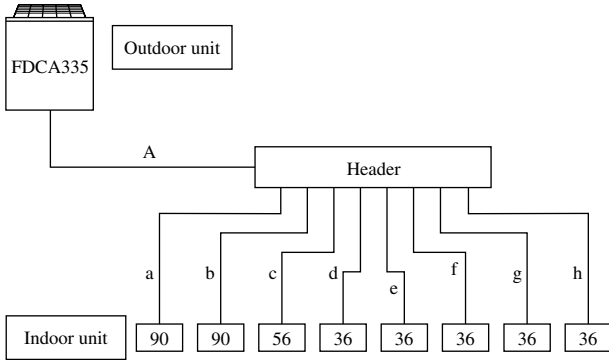 Outdoor unit
FDCA335
A
Header
a
b
c
d
e
f
g
h
Indoor unit
90
90
56
36
36
36
36
36